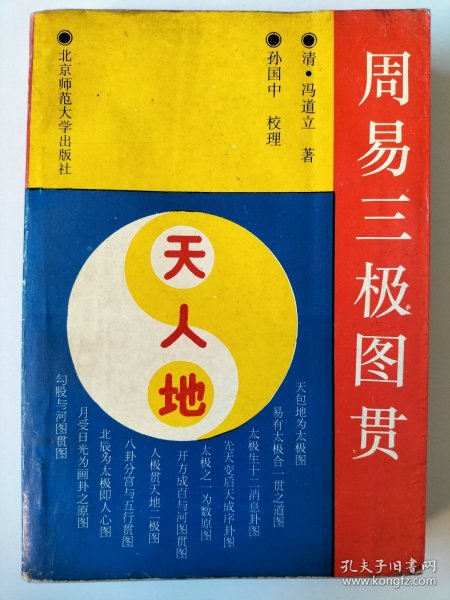 周易三极图贯
●清·冯道立 著
●孙国中 校理
●北京师范大学出版社
天
人
地
天包地为太极图
易有太极合一贯之道图
太极生十二消息卦图
先天变后天成序卦图
太极之一为数原图
开方成百与河图贯图
人极贯天地二极图
八卦分宫与五行贯图
北辰为太极即人心图
月受日光为画卦之原图
勾股与河图贯图
孔夫子旧书网
www.kongfz.com